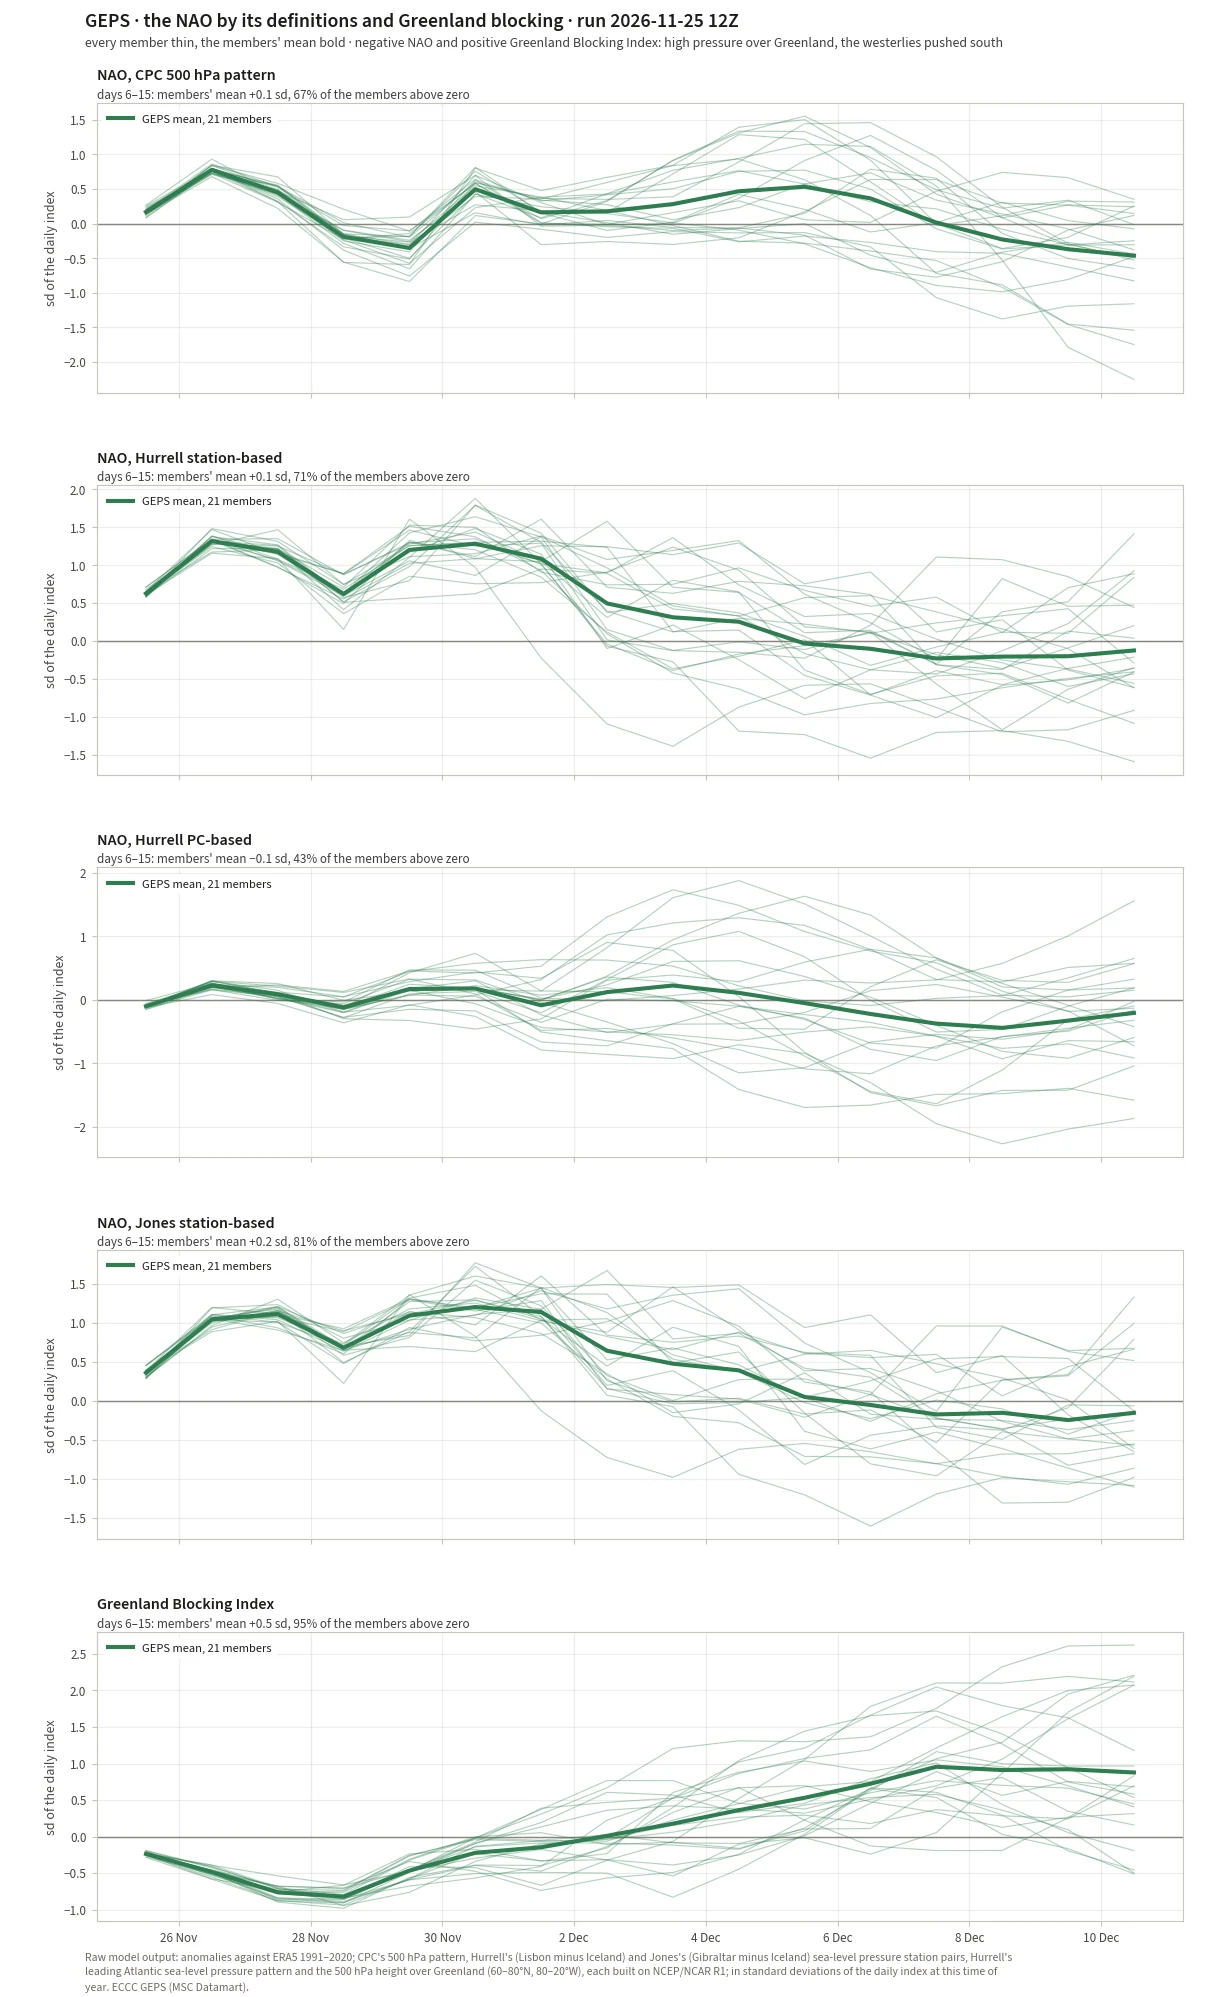 GEPS · the NAO by its definitions and Greenland blocking · run 2026-11-25 12Z
every member thin, the members' mean bold · negative NAO and positive Greenland Blocking Index: high pressure over Greenland, the westerlies pushed south
NAO, CPC 500 hPa pattern
days 6–15: members' mean +0.1 sd, 67% of the members above zero
GEPS mean, 21 members
sd of the daily index
1.5
1.0
0.5
0.0
−0.5
−1.0
−1.5
−2.0
NAO, Hurrell station-based
days 6–15: members' mean +0.1 sd, 71% of the members above zero
GEPS mean, 21 members
sd of the daily index
2.0
1.5
1.0
0.5
0.0
−0.5
−1.0
−1.5
NAO, Hurrell PC-based
days 6–15: members' mean −0.1 sd, 43% of the members above zero
GEPS mean, 21 members
sd of the daily index
2
1
0
−1
−2
NAO, Jones station-based
days 6–15: members' mean +0.2 sd, 81% of the members above zero
GEPS mean, 21 members
sd of the daily index
1.5
1.0
0.5
0.0
−0.5
−1.0
−1.5
Greenland Blocking Index
days 6–15: members' mean +0.5 sd, 95% of the members above zero
GEPS mean, 21 members
sd of the daily index
2.5
2.0
1.5
1.0
0.5
0.0
−0.5
−1.0
26 Nov 28 Nov 30 Nov 2 Dec 4 Dec 6 Dec 8 Dec 10 Dec
Raw model output: anomalies against ERA5 1991–2020; CPC's 500 hPa pattern, Hurrell's (Lisbon minus Iceland) and Jones's (Gibraltar minus Iceland) sea-level pressure station pairs, Hurrell's
leading Atlantic sea-level pressure pattern and the 500 hPa height over Greenland (60–80°N, 80–20°W), each built on NCEP/NCAR R1; in standard deviations of the daily index at this time of
year. ECCC GEPS (MSC Datamart).